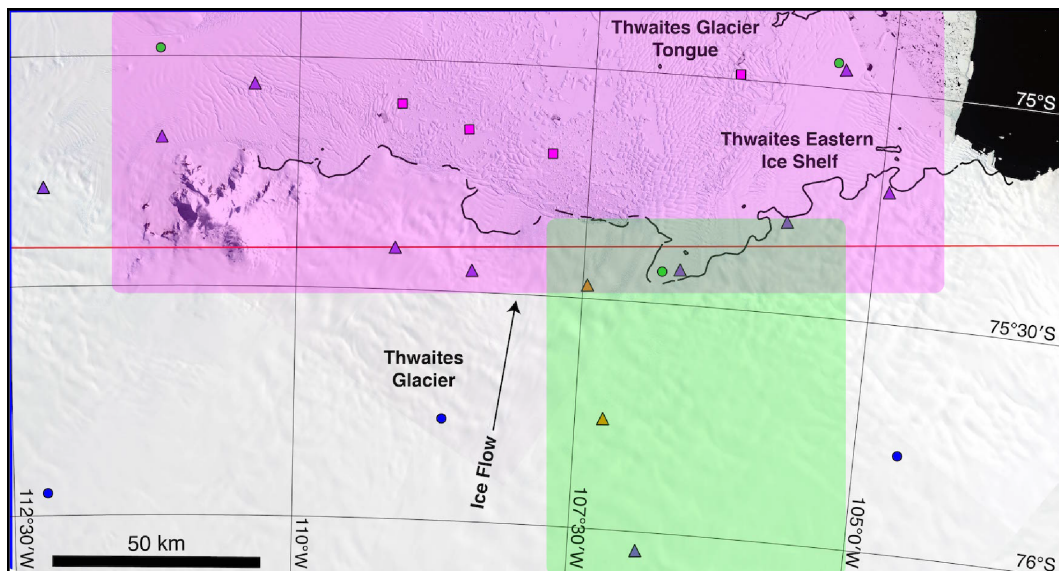 Thwaites Glacier
Tongue
75°S
Thwaites Eastern
Ice Shelf
75°30'S
Thwaites
Glacier
Ice Flow
112°30'W
110°W
107°30'W
105°0'W
50 km
76°S